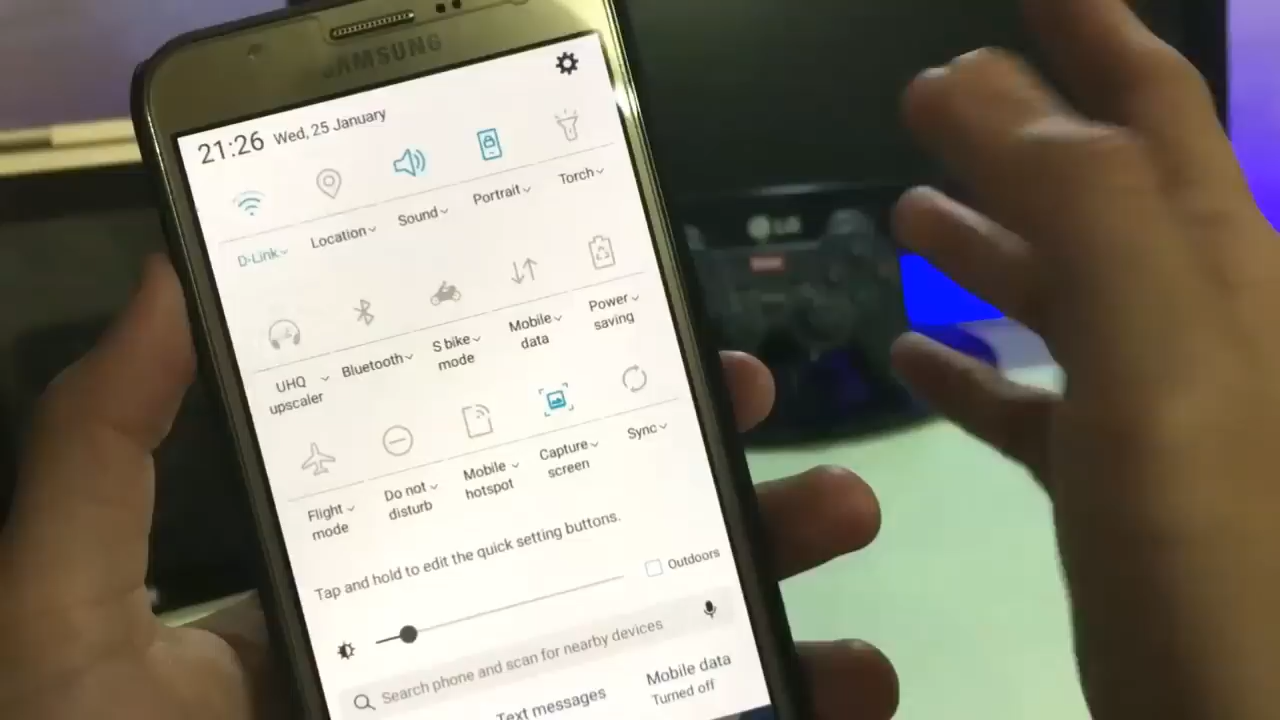 SAMSUNG
21:26 Wed, 25 January
D-Link
Location
Sound
Portrait
Torch
UHQ
upscaler
Bluetooth
S bike
mode
Mobile
data
Power
saving
Flight
mode
Do not
disturb
Mobile
hotspot
Capture
screen
Sync
Tap and hold to edit the quick setting buttons.
Outdoors
Search phone and scan for nearby devices
Text messages
Mobile data
Turned off
LG